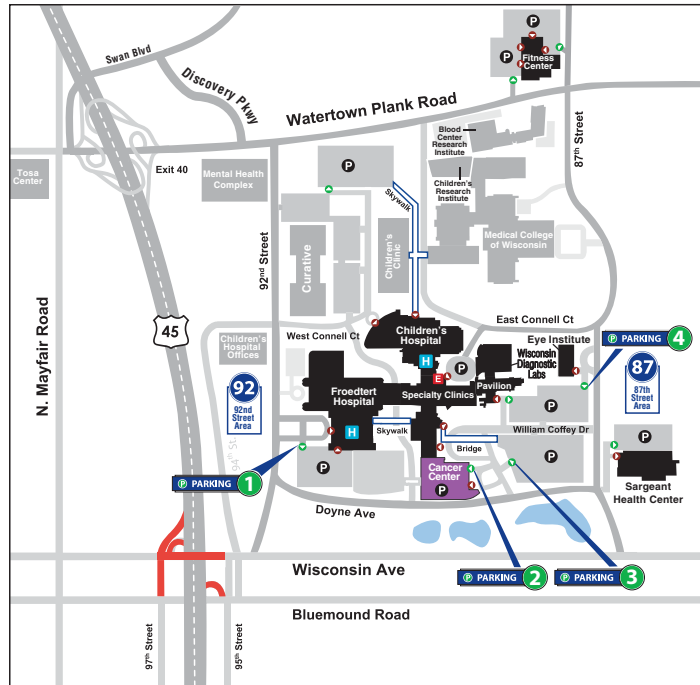 Swan Blvd
Discovery Pkwy
Watertown Plank Road
P
P
P
Fitness
Center
87th Street
Blood
Center
Research
Institute
Children's
Research
Institute
Medical College
of Wisconsin
Exit 40
Tosa
Center
Mental Health
Complex
P
Skywalk
Curative
Children's
Clinic
92nd Street
N. Mayfair Road
45
West Connell Ct
East Connell Ct
Children's
Hospital
Offices
Children's
Hospital
H
E
P
Eye Institute
Wisconsin
Diagnostic
Labs
Pavilion
P PARKING 4
92
92nd Street
Area
87
87th
Street
Area
Froedtert
Hospital
H
Specialty Clinics
P
William Coffey Dr
Skywalk
Bridge
94th St.
P PARKING 1
P
Cancer
Center
P
P
P
Sargeant
Health Center
Doyne Ave
P PARKING 2
P PARKING 3
Wisconsin Ave
Bluemound Road
97th Street
95th Street